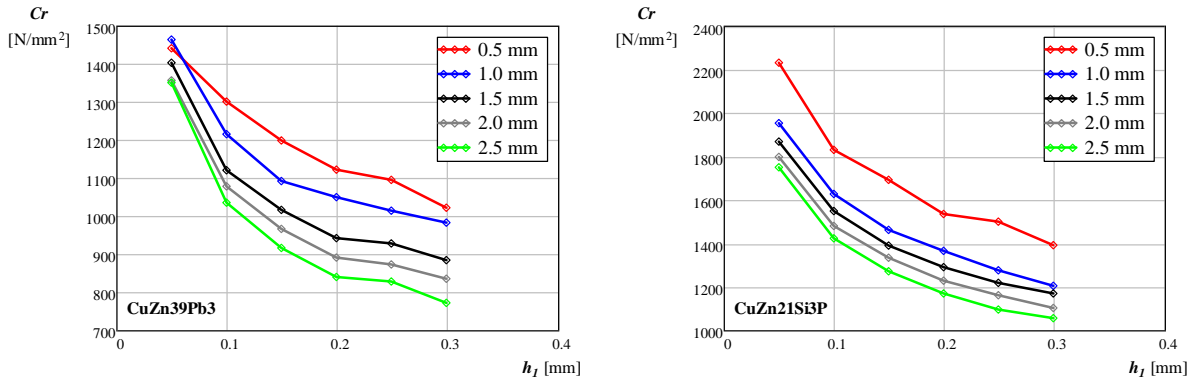 Cr
[N/mm²]
1500
1400
1300
1200
1100
1000
900
800
700
0
0.1
0.2
0.3
0.4
h1 [mm]
0.5 mm
1.0 mm
1.5 mm
2.0 mm
2.5 mm
CuZn39Pb3
Cr
[N/mm²]
2400
2200
2000
1800
1600
1400
1200
1000
0
0.1
0.2
0.3
0.4
h1 [mm]
0.5 mm
1.0 mm
1.5 mm
2.0 mm
2.5 mm
CuZn21Si3P